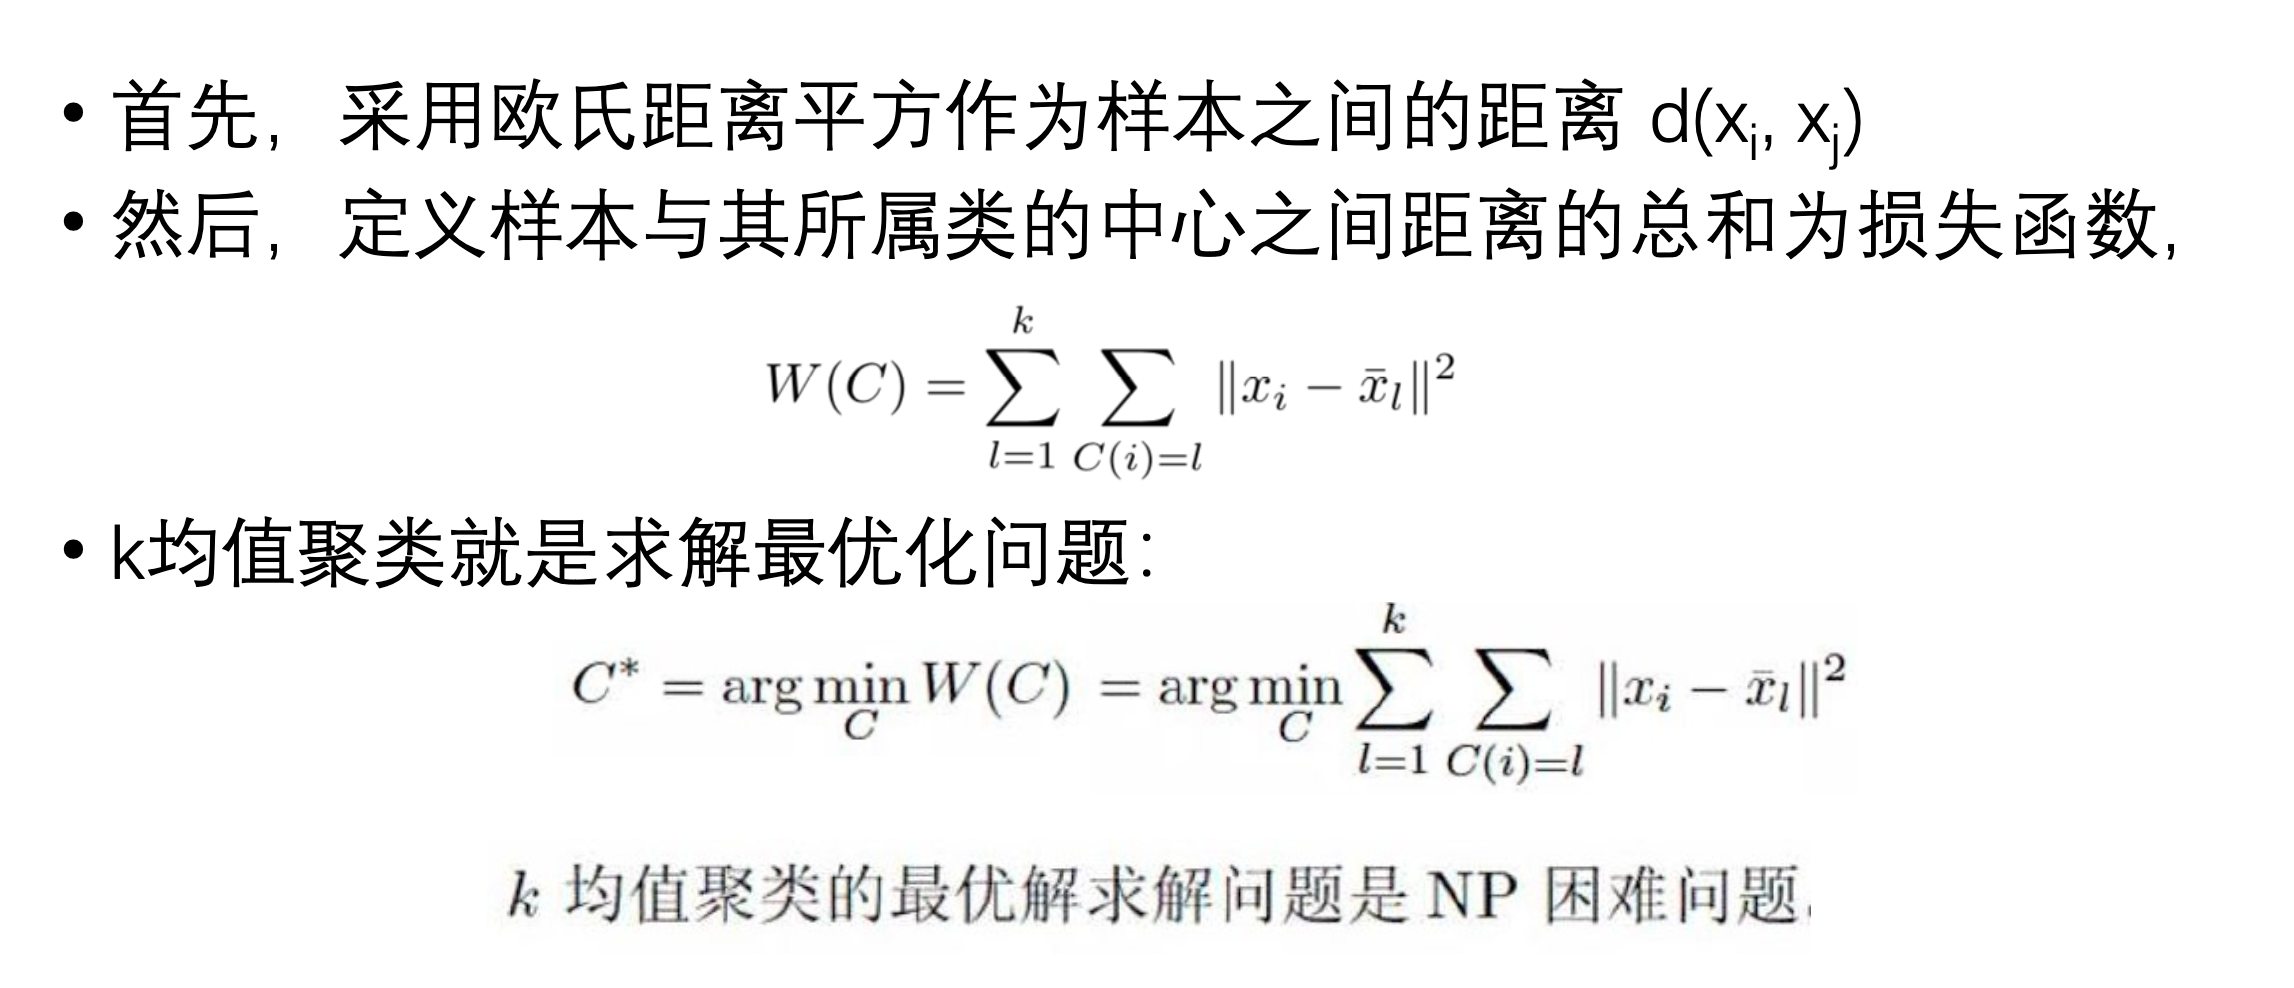 • 首先，采用欧氏距离平方作为样本之间的距离 d(xᵢ, xⱼ)
• 然后，定义样本与其所属类的中心之间距离的总和为损失函数,
W(C) = \sum_{l=1}^{k} \sum_{C(i)=l} \|x_i - \bar{x}_l\|^2
• k均值聚类就是求解最优化问题：
C^* = \arg\min_{C} W(C) = \arg\min_{C} \sum_{l=1}^{k} \sum_{C(i)=l} \|x_i - \bar{x}_l\|^2
k 均值聚类的最优解求解问题是 NP 困难问题.